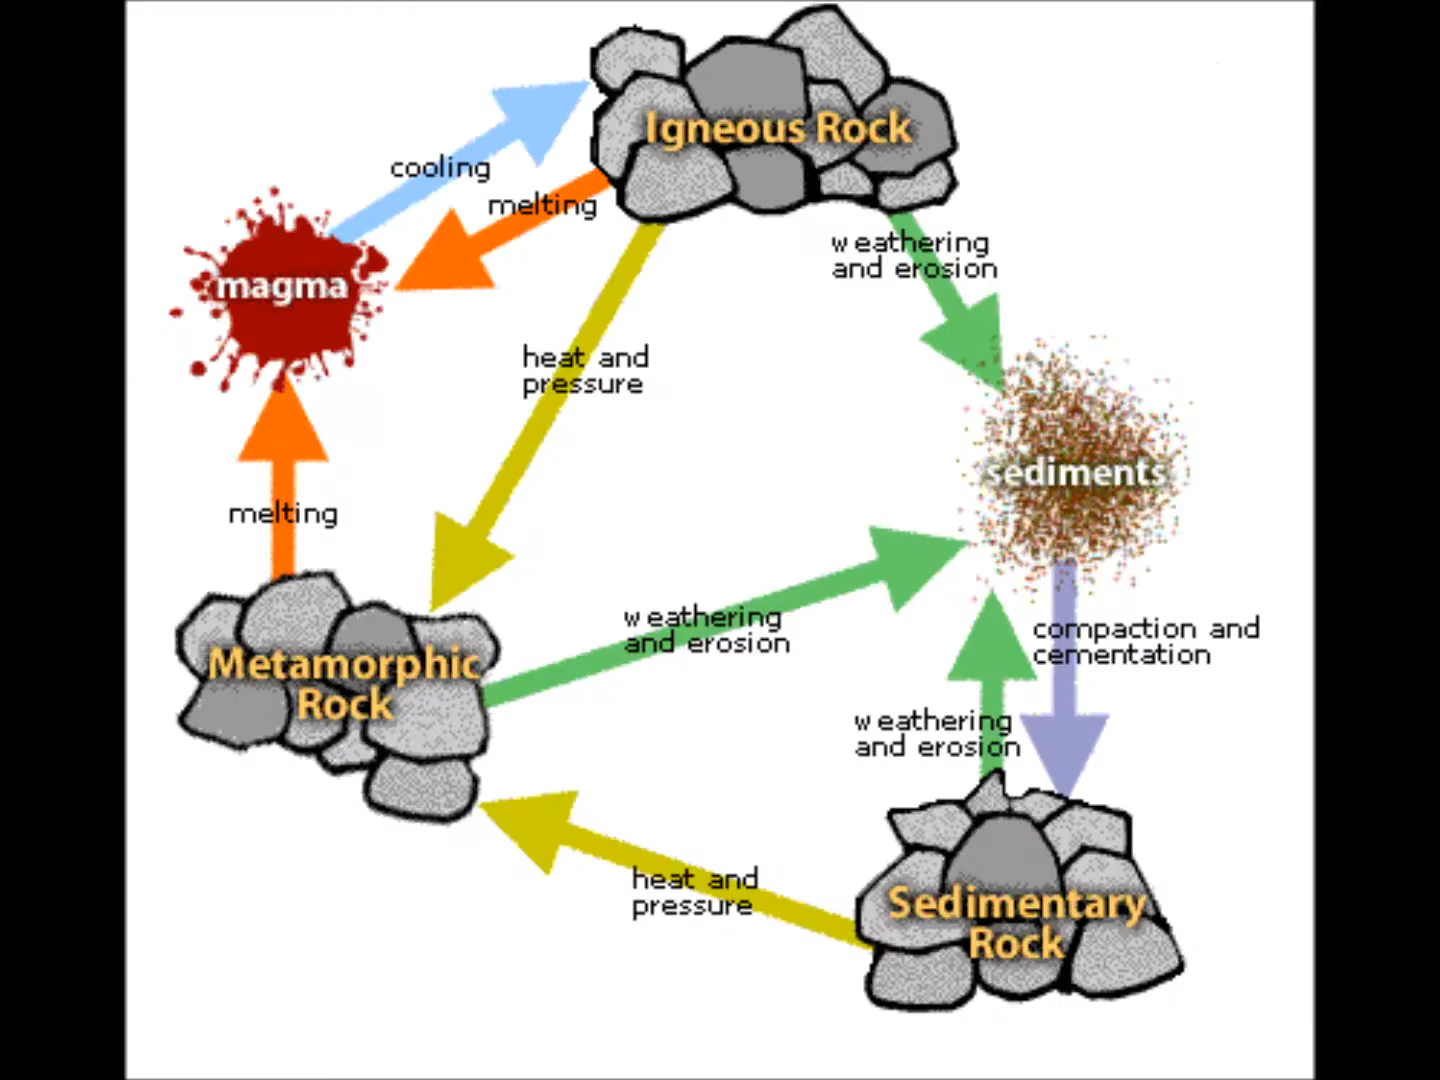 Igneous Rock
cooling
melting
weathering
and erosion
magma
heat and
pressure
sediments
melting
weathering
and erosion
compaction and
cementation
Metamorphic
Rock
weathering
and erosion
heat and
pressure
Sedimentary
Rock